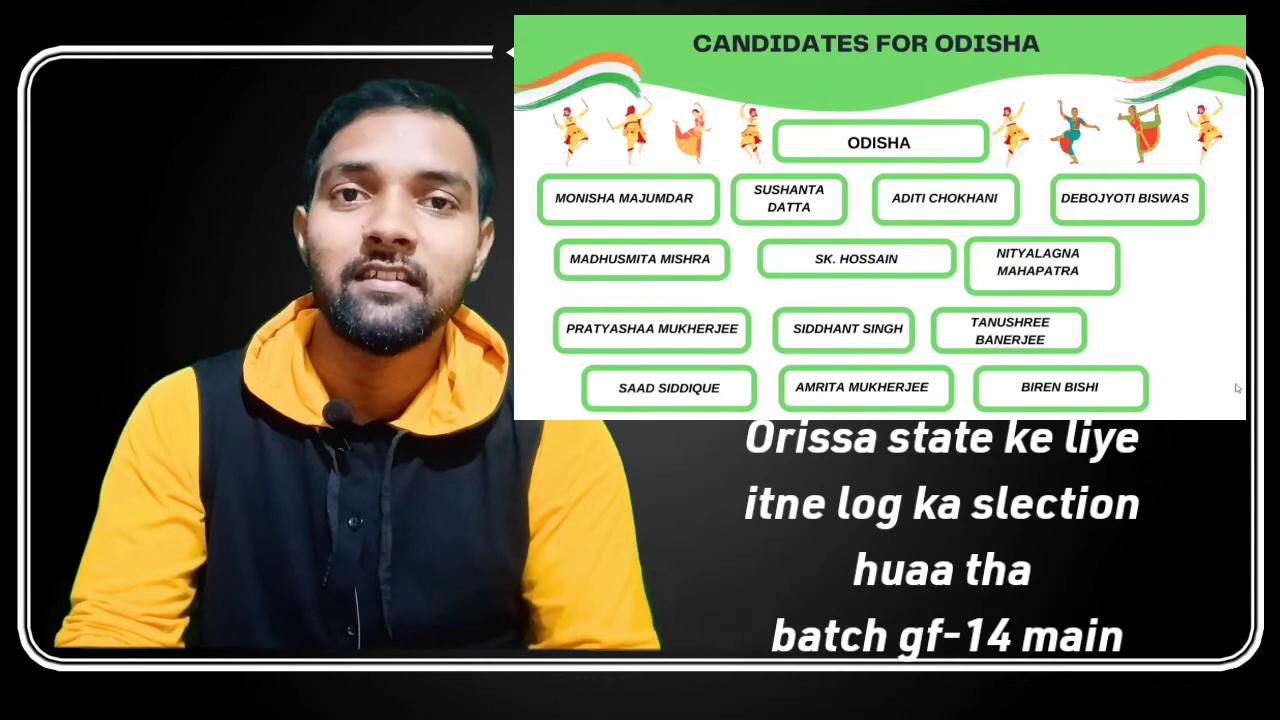 CANDIDATES FOR ODISHA
ODISHA
MONISHA MAJUMDAR
SUSHANTA
DATTA
ADITI CHOKHANI
DEBOJYOTI BISWAS
MADHUSMITA MISHRA
SK. HOSSAIN
NITYALAGNA
MAHAPATRA
PRATYASHAA MUKHERJEE
SIDDHANT SINGH
TANUSHREE
BANERJEE
SAAD SIDDIQUE
AMRITA MUKHERJEE
BIREN BISHI
Orissa state ke liye
itne log ka slection
huaa tha
batch gf-14 main